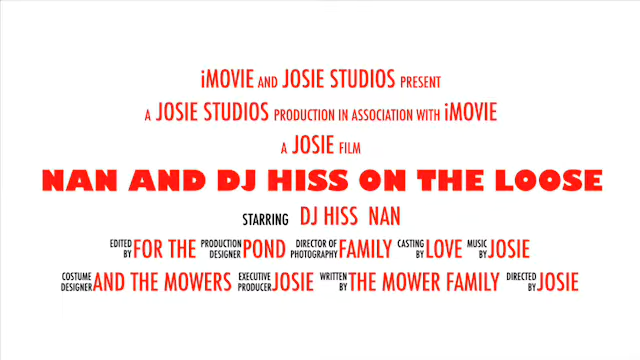 iMOVIE AND JOSIE STUDIOS PRESENT
A JOSIE STUDIOS PRODUCTION IN ASSOCIATION WITH iMOVIE
A JOSIE FILM
NAN AND DJ HISS ON THE LOOSE
STARRING DJ HISS NAN
EDITED BY FOR THE PRODUCTION DESIGNER POND DIRECTOR OF PHOTOGRAPHY FAMILY CASTING BY LOVE MUSIC BY JOSIE
COSTUME DESIGNER AND THE MOWERS EXECUTIVE PRODUCER JOSIE WRITTEN BY THE MOWER FAMILY DIRECTED BY JOSIE